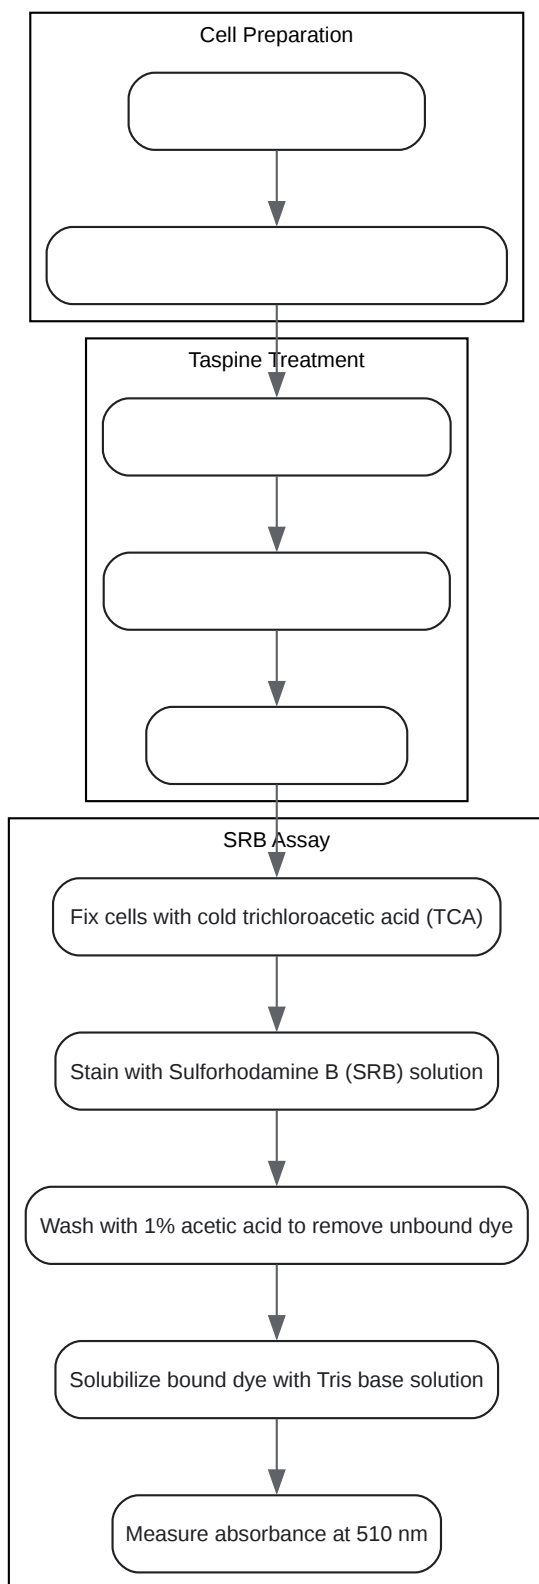 Cell Preparation
Taspine Treatment
SRB Assay
Fix cells with cold trichloroacetic acid (TCA)
Stain with Sulforhodamine B (SRB) solution
Wash with 1% acetic acid to remove unbound dye
Solubilize bound dye with Tris base solution
Measure absorbance at 510 nm